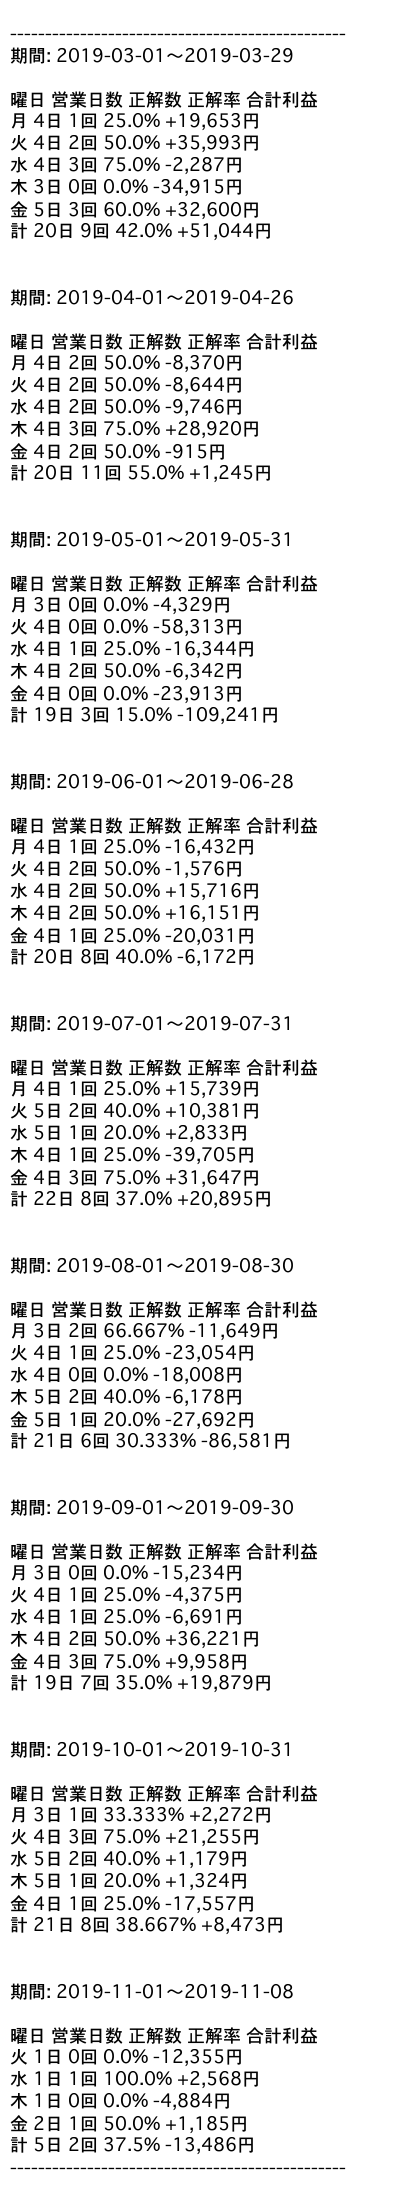 ------------------------------------------------
期間: 2019-03-01～2019-03-29
曜日 営業日数 正解数 正解率 合計利益
月 4日 1回 25.0% +19,653円
火 4日 2回 50.0% +35,993円
水 4日 3回 75.0% -2,287円
木 3日 0回 0.0% -34,915円
金 5日 3回 60.0% +32,600円
計 20日 9回 42.0% +51,044円
期間: 2019-04-01～2019-04-26
曜日 営業日数 正解数 正解率 合計利益
月 4日 2回 50.0% -8,370円
火 4日 2回 50.0% -8,644円
水 4日 2回 50.0% -9,746円
木 4日 3回 75.0% +28,920円
金 4日 2回 50.0% -915円
計 20日 11回 55.0% +1,245円
期間: 2019-05-01～2019-05-31
曜日 営業日数 正解数 正解率 合計利益
月 3日 0回 0.0% -4,329円
火 4日 0回 0.0% -58,313円
水 4日 1回 25.0% -16,344円
木 4日 2回 50.0% -6,342円
金 4日 0回 0.0% -23,913円
計 19日 3回 15.0% -109,241円
期間: 2019-06-01～2019-06-28
曜日 営業日数 正解数 正解率 合計利益
月 4日 1回 25.0% -16,432円
火 4日 2回 50.0% -1,576円
水 4日 2回 50.0% +15,716円
木 4日 2回 50.0% +16,151円
金 4日 1回 25.0% -20,031円
計 20日 8回 40.0% -6,172円
期間: 2019-07-01～2019-07-31
曜日 営業日数 正解数 正解率 合計利益
月 4日 1回 25.0% +15,739円
火 5日 2回 40.0% +10,381円
水 5日 1回 20.0% +2,833円
木 4日 1回 25.0% -39,705円
金 4日 3回 75.0% +31,647円
計 22日 8回 37.0% +20,895円
期間: 2019-08-01～2019-08-30
曜日 営業日数 正解数 正解率 合計利益
月 3日 2回 66.667% -11,649円
火 4日 1回 25.0% -23,054円
水 4日 0回 0.0% -18,008円
木 5日 2回 40.0% -6,178円
金 5日 1回 20.0% -27,692円
計 21日 6回 30.333% -86,581円
期間: 2019-09-01～2019-09-30
曜日 営業日数 正解数 正解率 合計利益
月 3日 0回 0.0% -15,234円
火 4日 1回 25.0% -4,375円
水 4日 1回 25.0% -6,691円
木 4日 2回 50.0% +36,221円
金 4日 3回 75.0% +9,958円
計 19日 7回 35.0% +19,879円
期間: 2019-10-01～2019-10-31
曜日 営業日数 正解数 正解率 合計利益
月 3日 1回 33.333% +2,272円
火 4日 3回 75.0% +21,255円
水 5日 2回 40.0% +1,179円
木 5日 1回 20.0% +1,324円
金 4日 1回 25.0% -17,557円
計 21日 8回 38.667% +8,473円
期間: 2019-11-01～2019-11-08
曜日 営業日数 正解数 正解率 合計利益
火 1日 0回 0.0% -12,355円
水 1日 1回 100.0% +2,568円
木 1日 0回 0.0% -4,884円
金 2日 1回 50.0% +1,185円
計 5日 2回 37.5% -13,486円
------------------------------------------------